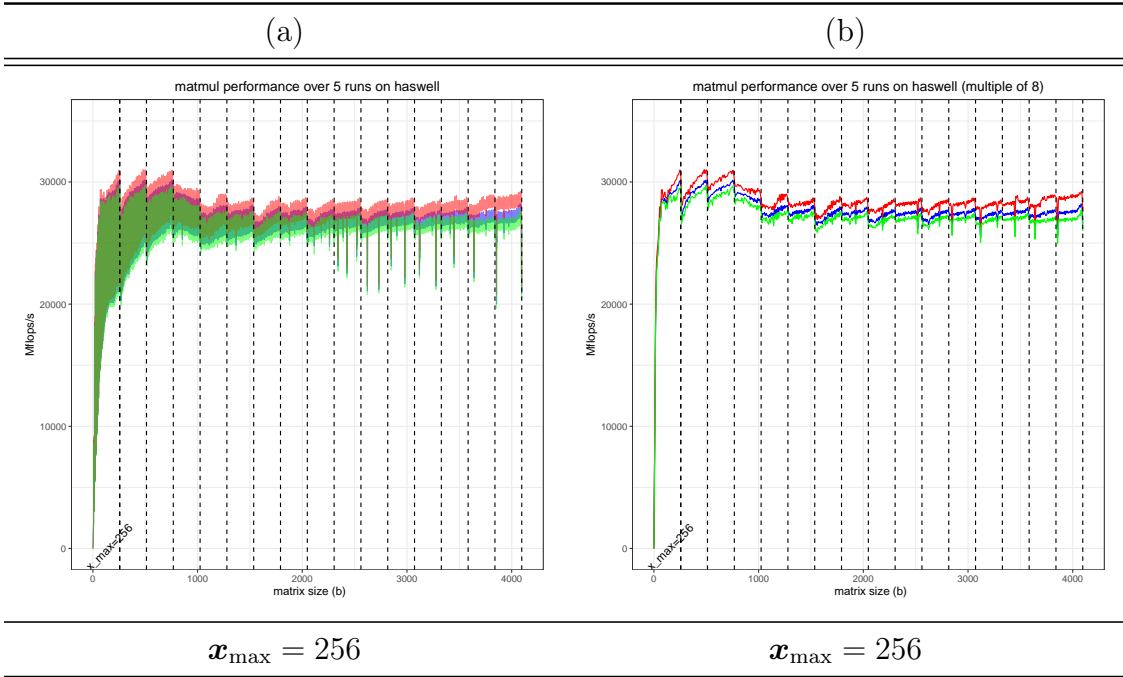 (a) (b)
matmul performance over 5 runs on haswell
30000
20000
10000
0
Mflops/s
x_max=256
0 1000 2000 3000 4000
matrix size (b)
matmul performance over 5 runs on haswell (multiple of 8)
30000
20000
10000
0
Mflops/s
x_max=256
0 1000 2000 3000 4000
matrix size (b)
x_max = 256 x_max = 256